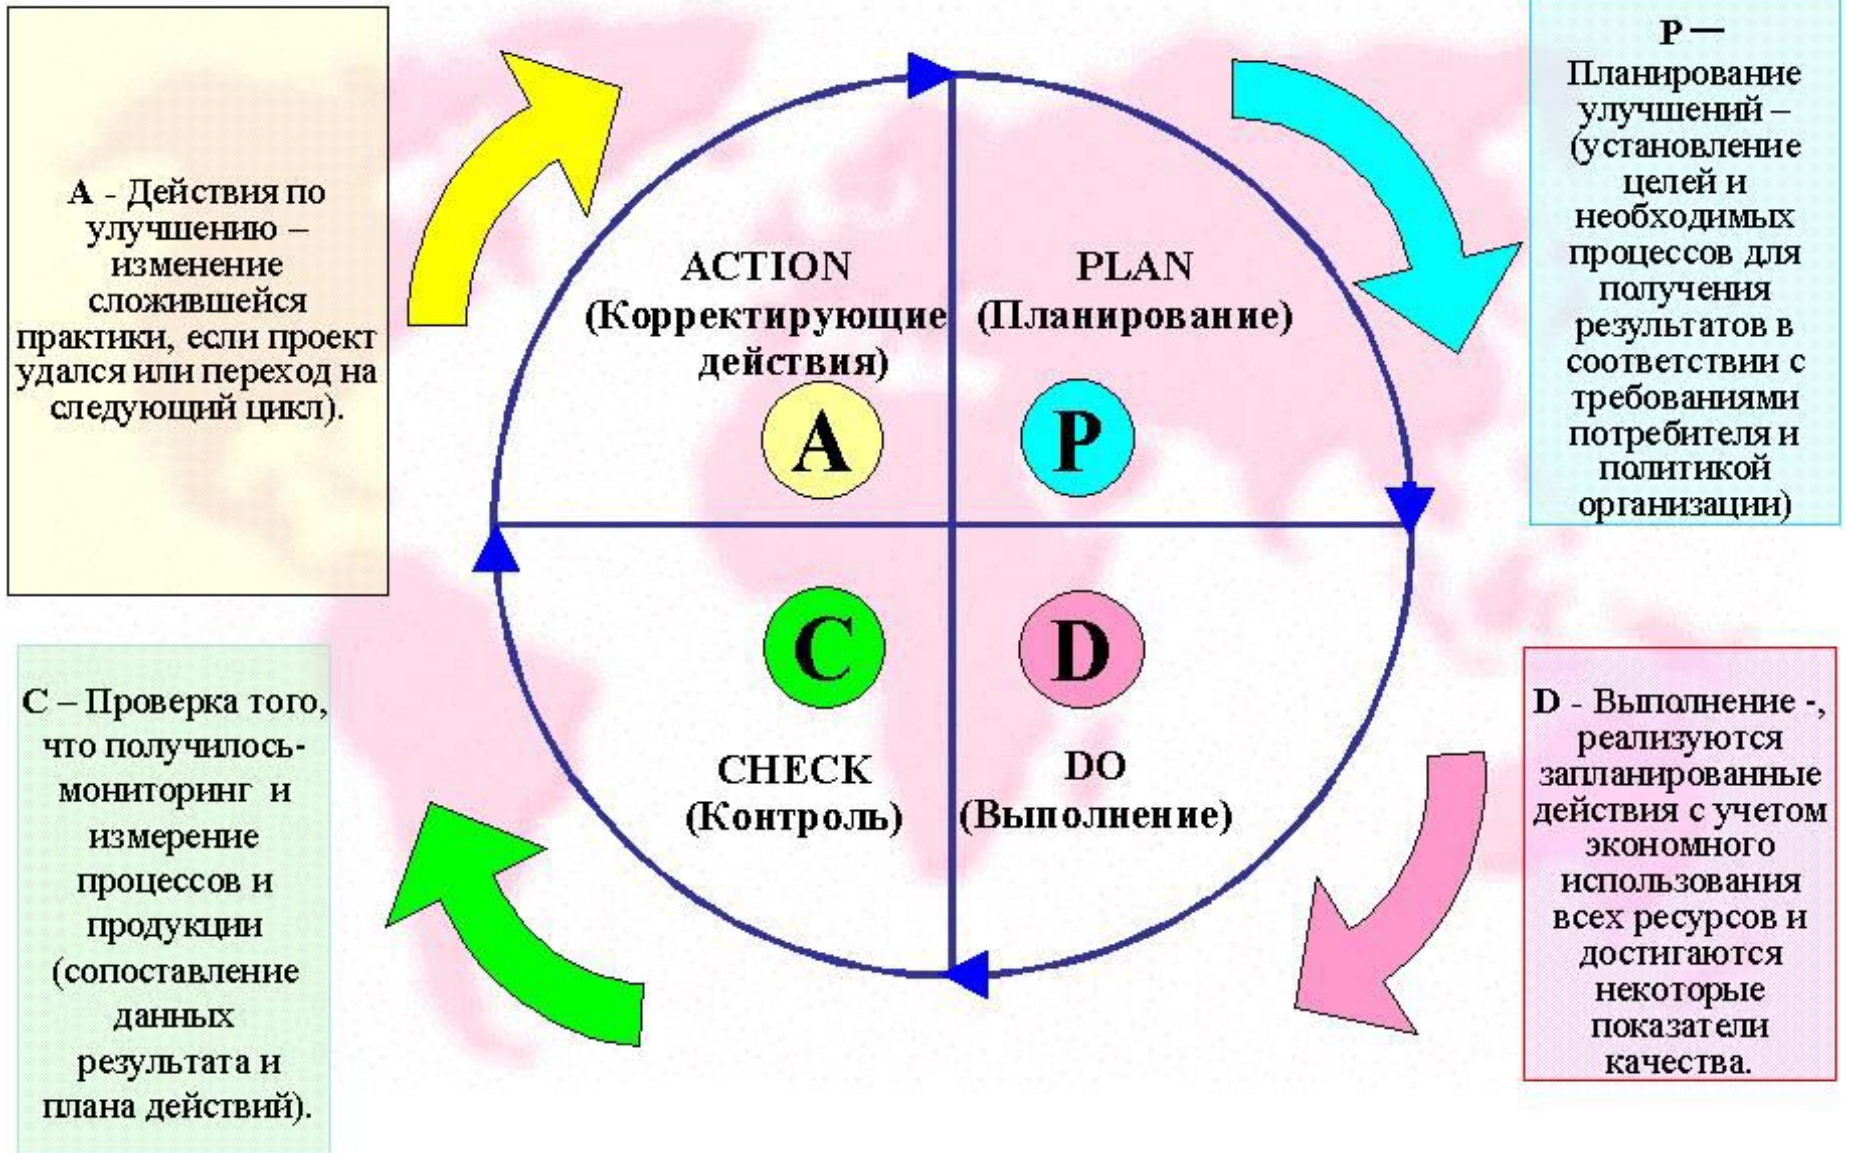 A - Действия по
улучшению –
изменение
сложившейся
практики, если проект
удался или переход на
следующий цикл).
ACTION
(Корректирующие
действия)
A
PLAN
(Планирование)
P
P —
Планирование
улучшений –
(установление
целей и
необходимых
процессов для
получения
результатов в
соответствии с
требованиями
потребителя и
политикой
организации)
C – Проверка того,
что получилось-
мониторинг и
измерение
процессов и
продукции
(сопоставление
данных
результата и
плана действий).
C
CHECK
(Контроль)
D
DO
(Выполнение)
D - Выполнение -,
реализуются
запланированные
действия с учетом
экономного
использования
всех ресурсов и
достигаются
некоторые
показатели
качества.